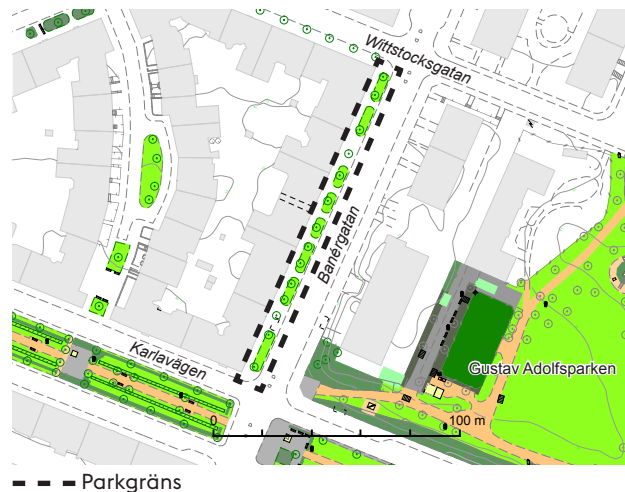 Wittstocksgatan
Banérgatan
Karlavägen
Gustav Adolfsparken
0
100 m
Parkgräns